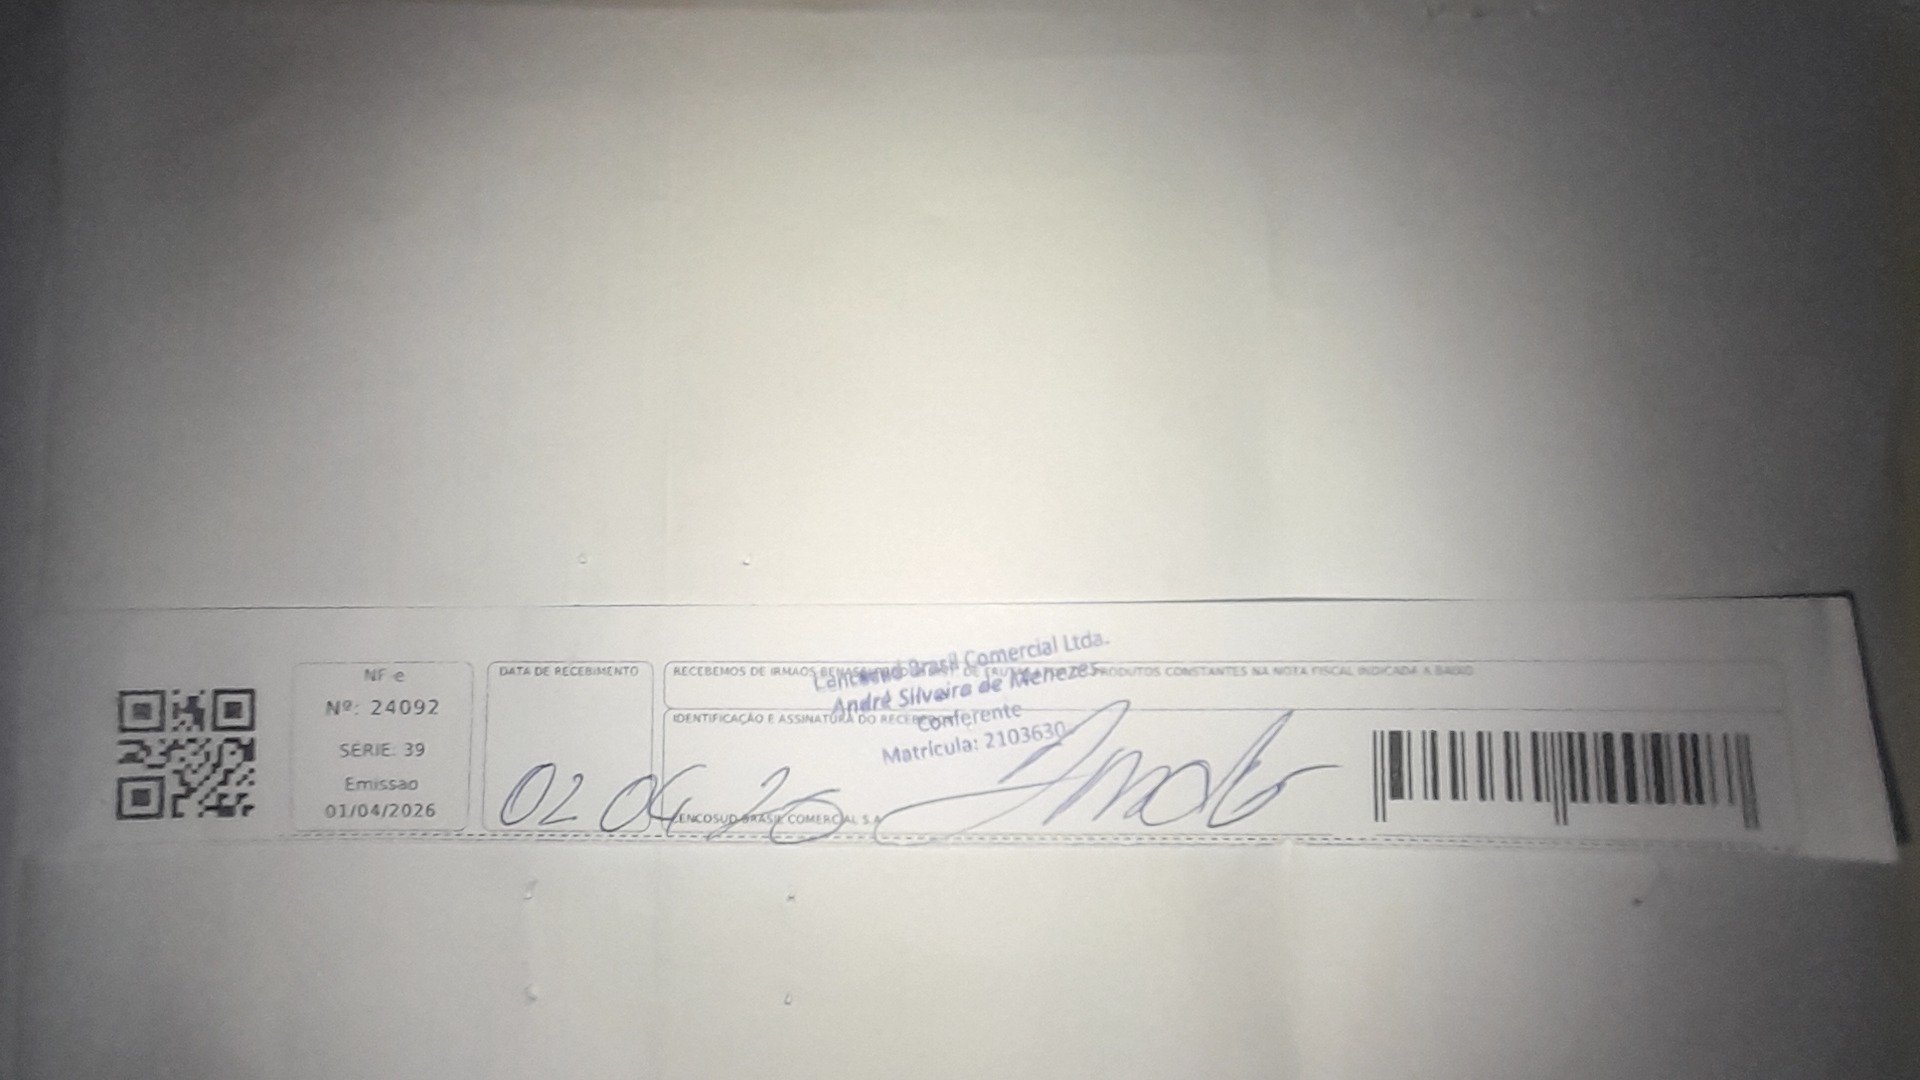 NF e
Nº: 24092
SÉRIE: 39
Emissao
01/04/2026
DATA DE RECEBIMENTO
02 04 26
RECEBEMOS DE IRMAOS PRODUTOS CONSTANTES NA NOTA FISCAL INDICADA A BAIXO
IDENTIFICAÇÃO E ASSINATURA DO
Cencosud Brasil Comercial Ltda.
André Silveira de Menezes
Conferente
Matrícula: 2103630
CENCOSUD BRASIL COMERCIAL S.A